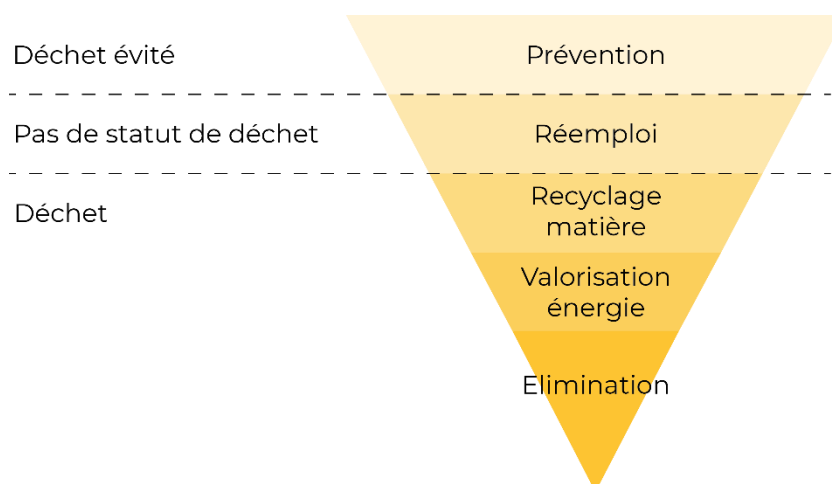 Déchet évité
Prévention
Pas de statut de déchet
Réemploi
Déchet
Recyclage
matière
Valorisation
énergie
Elimination